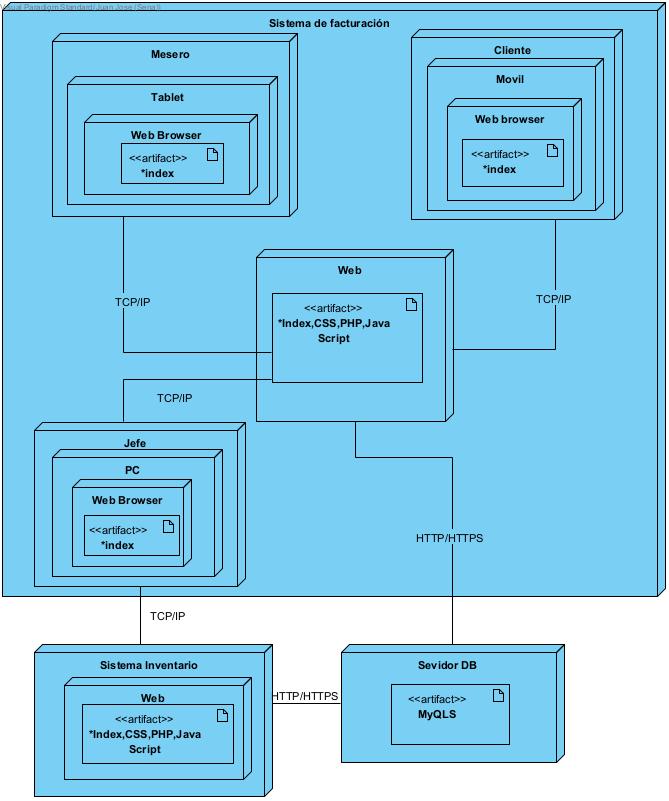 Visual Paradigm Standard(Juan Jose(Sena))
Sistema de facturación
Mesero
Tablet
Web Browser
<<artifact>>
*index
Cliente
Movil
Web browser
<<artifact>>
*index
TCP/IP
TCP/IP
Web
<<artifact>>
*Index,CSS,PHP,Java
Script
TCP/IP
Jefe
PC
Web Browser
<<artifact>>
*index
HTTP/HTTPS
TCP/IP
Sistema Inventario
Web
<<artifact>>
*Index,CSS,PHP,Java
Script
HTTP/HTTPS
Sevidor DB
<<artifact>>
MyQLS